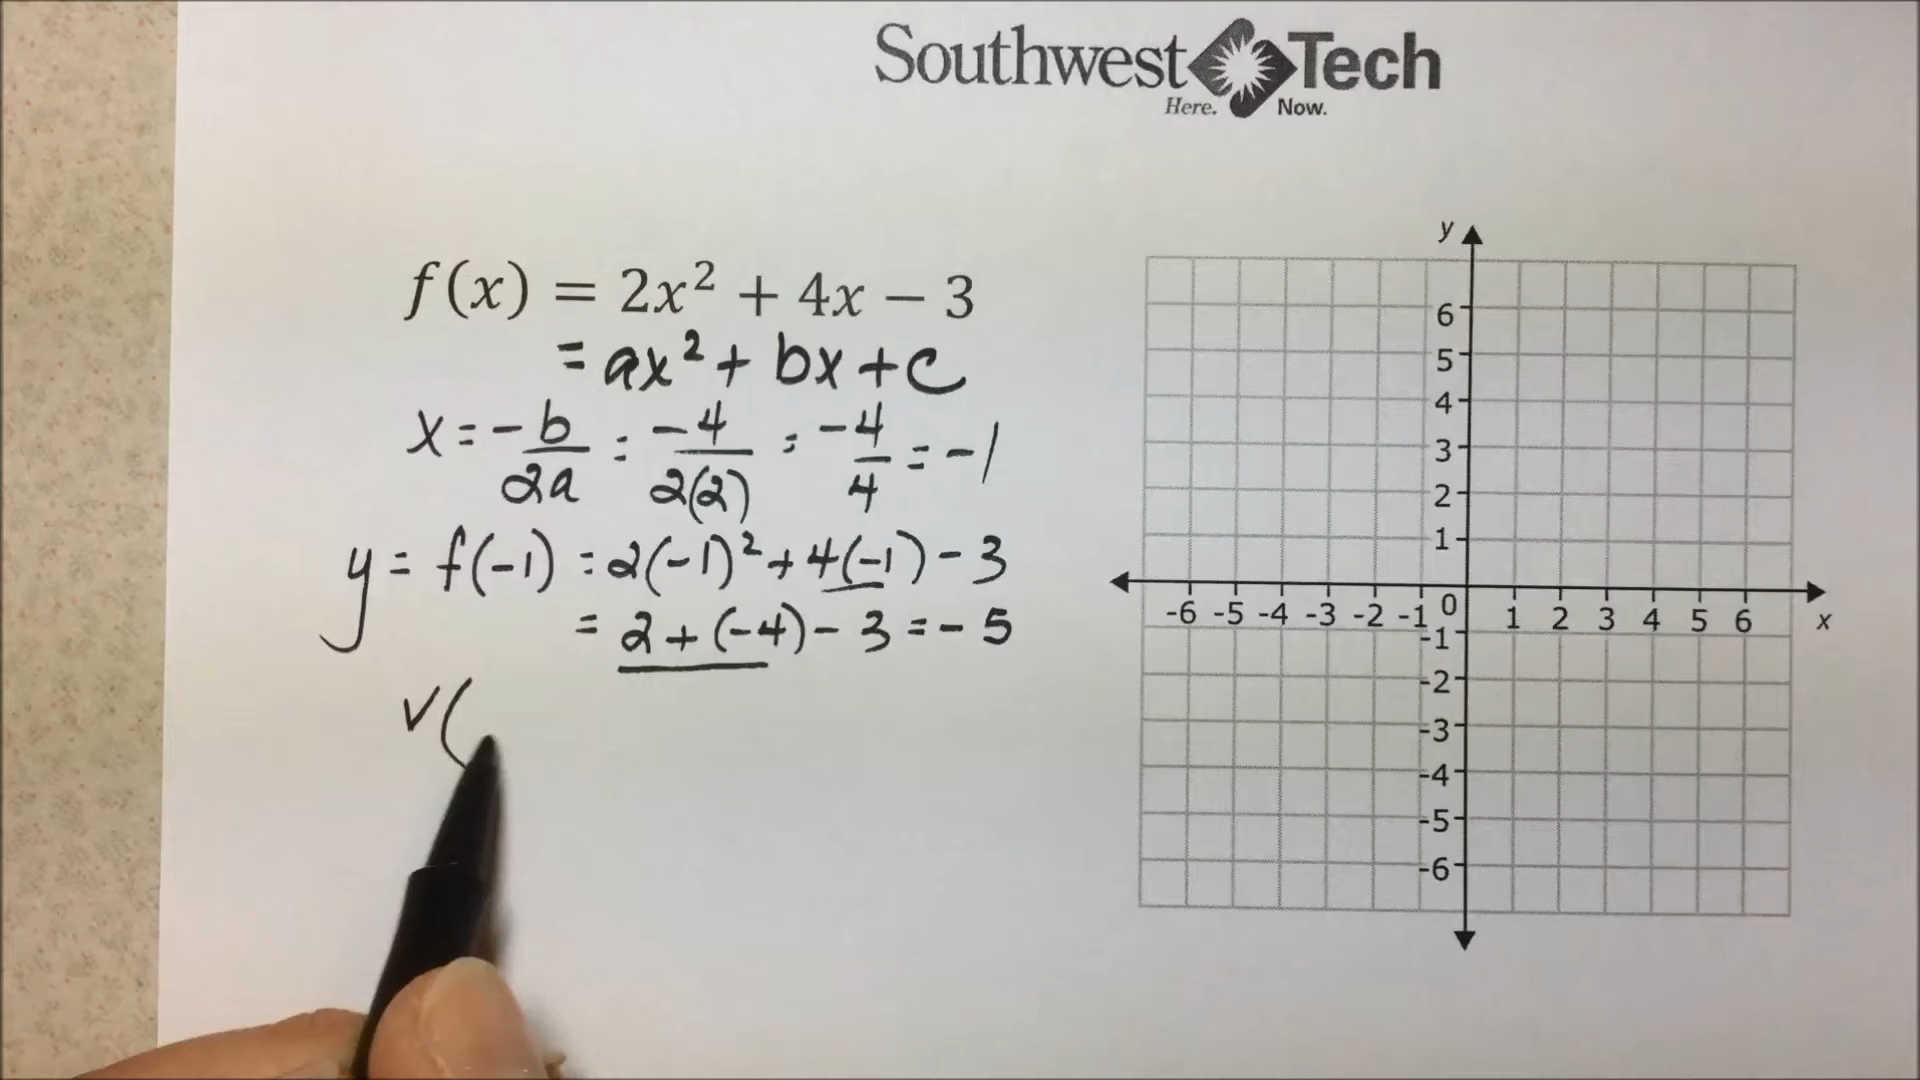 Southwest Tech
Here. Now.
f(x) = 2x² + 4x − 3
= ax² + bx + c
x = -b/2a = -4/2(2) = -4/4 = -1
y = f(-1) = 2(-1)² + 4(-1) - 3
= 2 + (-4) - 3 = -5
v(
y
6
5
4
3
2
1
-6 -5 -4 -3 -2 -1 0 1 2 3 4 5 6 x
-1
-2
-3
-4
-5
-6